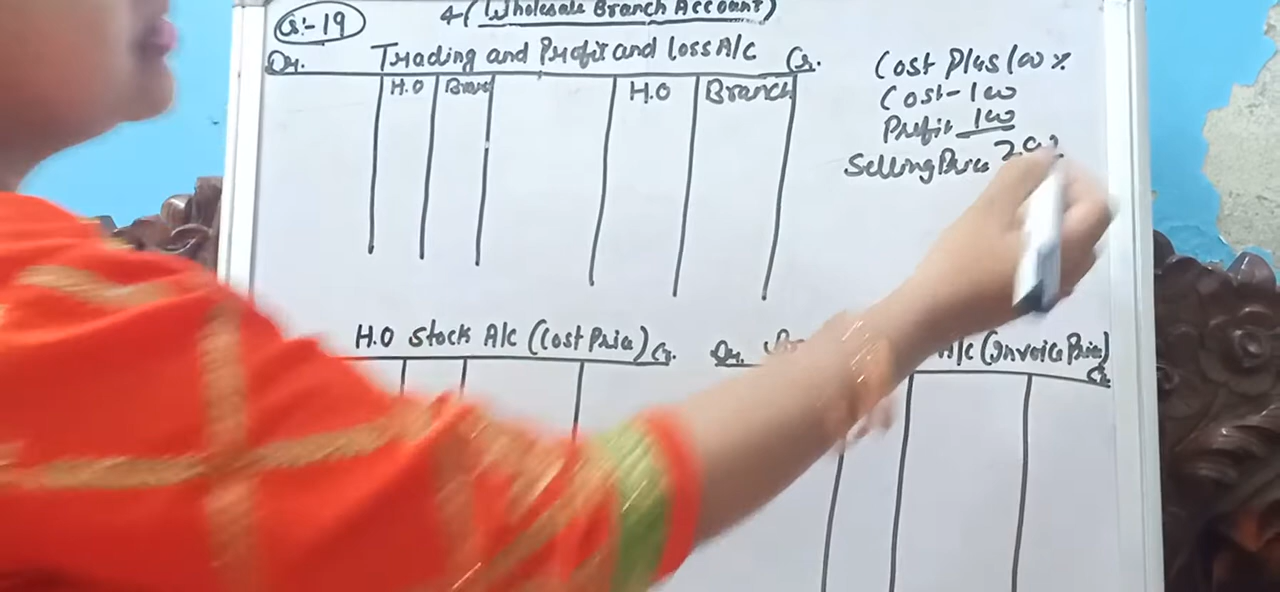 Q:-19
4-(Wholesale Branch Account)
Dr. Trading and Profit and Loss A/c Cr.
H.O Branc H.O Branch
Cost Plus 100%
Cost-100
Profit 100
Selling Price 200
H.O Stock A/c (Cost Price) Cr.
Dr. A/c (Invoice Price)
Cr.